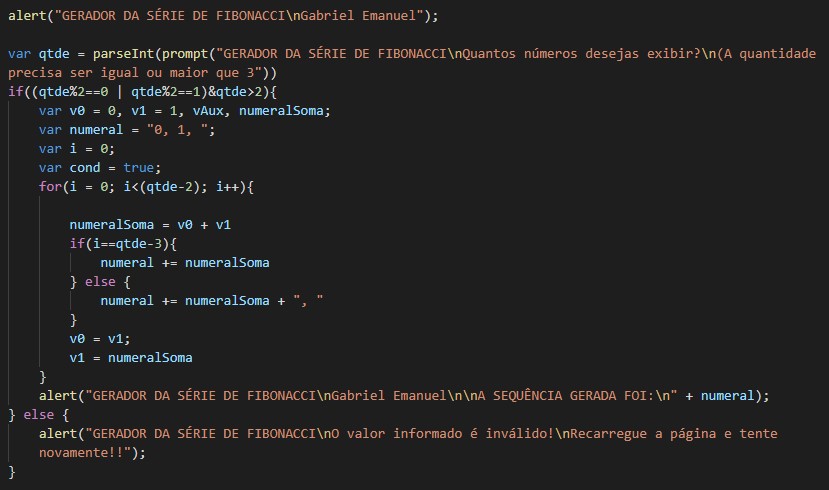 alert("GERADOR DA SÉRIE DE FIBONACCI\nGabriel Emanuel");
var qtde = parseInt(prompt("GERADOR DA SÉRIE DE FIBONACCI\nQuantos números desejas exibir?\n(A quantidade
precisa ser igual ou maior que 3"))
if((qtde%2==0 | qtde%2==1)&qtde>2){
    var v0 = 0, v1 = 1, vAux, numeralSoma;
    var numeral = "0, 1, ";
    var i = 0;
    var cond = true;
    for(i = 0; i<(qtde-2); i++){
        numeralSoma = v0 + v1
        if(i==qtde-3){
            numeral += numeralSoma
        } else {
            numeral += numeralSoma + ", "
        }
        v0 = v1;
        v1 = numeralSoma
    }
    alert("GERADOR DA SÉRIE DE FIBONACCI\nGabriel Emanuel\n\nA SEQUÊNCIA GERADA FOI:\n" + numeral);
} else {
    alert("GERADOR DA SÉRIE DE FIBONACCI\nO valor informado é inválido!\nRecarregue a página e tente
    novamente!!");
}